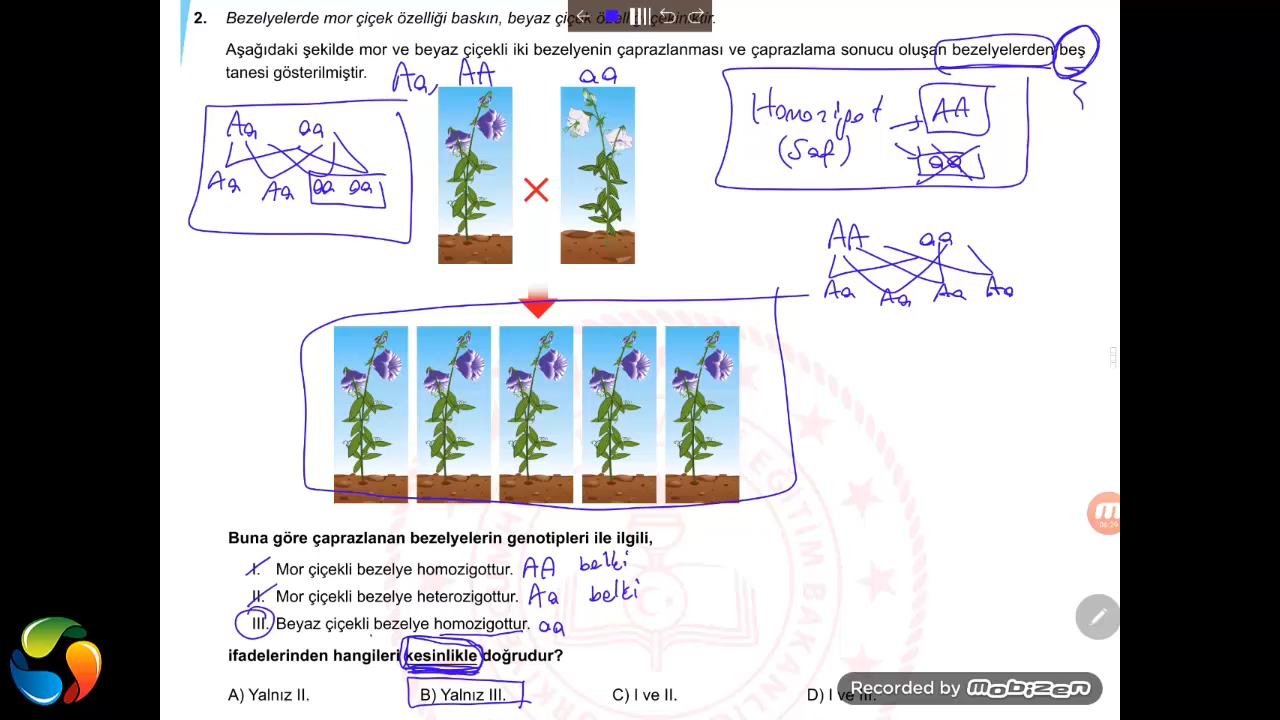 2. Bezelyelerde mor çiçek özelliği baskın, beyaz çiçek
Aşağıdaki şekilde mor ve beyaz çiçekli iki bezelyenin çaprazlanması ve çaprazlama sonucu oluşan bezelyelerden beş
tanesi gösterilmiştir.
Aa, AA
aa
Aa aa
Aa Aa aa aa
Homozigot → AA
(Saf) → aa
AA aa
Aa Aa Aa Aa
Buna göre çaprazlanan bezelyelerin genotipleri ile ilgili,
I. Mor çiçekli bezelye homozigottur. AA belki
II. Mor çiçekli bezelye heterozigottur. Aa belki
III. Beyaz çiçekli bezelye homozigottur. aa
ifadelerinden hangileri kesinlikle doğrudur?
A) Yalnız II. B) Yalnız III. C) I ve II. D) I ve III.
Recorded by mobizen
06:29